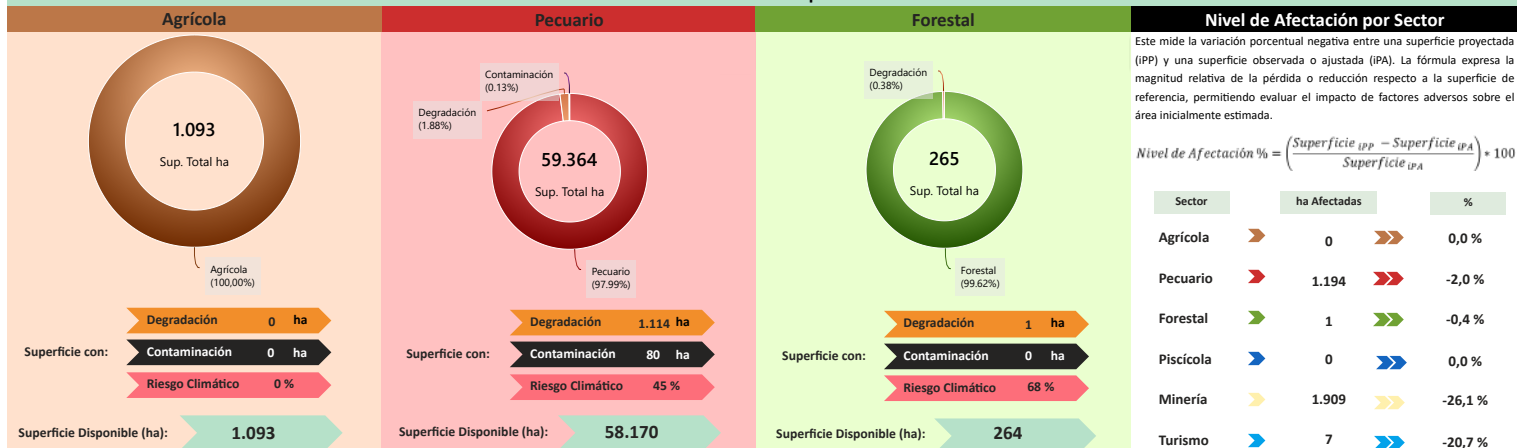 Agrícola
1.093
Sup. Total ha
Agrícola
(100,00%)
Superficie con:
Degradación 0 ha
Contaminación 0 ha
Riesgo Climático 0 %
Superficie Disponible (ha): 1.093
Pecuario
Contaminación
(0.13%)
Degradación
(1.88%)
59.364
Sup. Total ha
Pecuario
(97.99%)
Superficie con:
Degradación 1.114 ha
Contaminación 80 ha
Riesgo Climático 45 %
Superficie Disponible (ha): 58.170
Forestal
Degradación
(0.38%)
265
Sup. Total ha
Forestal
(99.62%)
Superficie con:
Degradación 1 ha
Contaminación 0 ha
Riesgo Climático 68 %
Superficie Disponible (ha): 264
Nivel de Afectación por Sector
Este mide la variación porcentual negativa entre una superficie proyectada
(iPP) y una superficie observada o ajustada (iPA). La fórmula expresa la
magnitud relativa de la pérdida o reducción respecto a la superficie de
referencia, permitiendo evaluar el impacto de factores adversos sobre el
área inicialmente estimada.
Nivel de Afectación % = (Superficie iPP − Superficie iPA / Superficie iPA) * 100
Sector ha Afectadas %
Agrícola 0 0,0 %
Pecuario 1.194 -2,0 %
Forestal 1 -0,4 %
Piscícola 0 0,0 %
Minería 1.909 -26,1 %
Turismo 7 -20,7 %